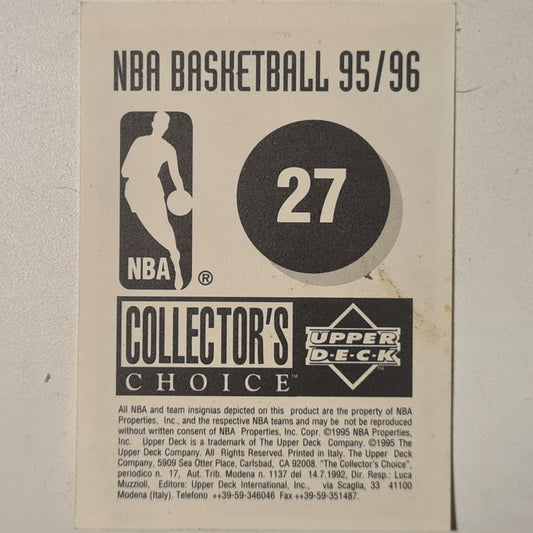 NBA BASKETBALL 95/96
27
NBA ®
COLLECTOR'S
CHOICE™
UPPER
D·E·C·K
™
All NBA and team insignias depicted on this product are the property of NBA
Properties, Inc., and the respective NBA teams and may be not be reproduced
without written consent of NBA Properties, Inc. Copr. ©1995 NBA Properties,
Inc. Upper Deck is a trademark of The Upper Deck Company. ©1995 The
Upper Deck Company. All Rights Reserved. Printed in Italy. The Upper Deck
Company, 5909 Sea Otter Place, Carlsbad, CA 92008. "The Collector's Choice",
periodico n. 17, Aut. Trib. Modena n. 1137 del 14.7.1992, Dir. Resp.: Luca
Muzzioli, Editore: Upper Deck International, Inc., via Scaglia, 33 41100
Modena (Italy). Telefono ++39-59-346046 Fax ++39-59-351487.